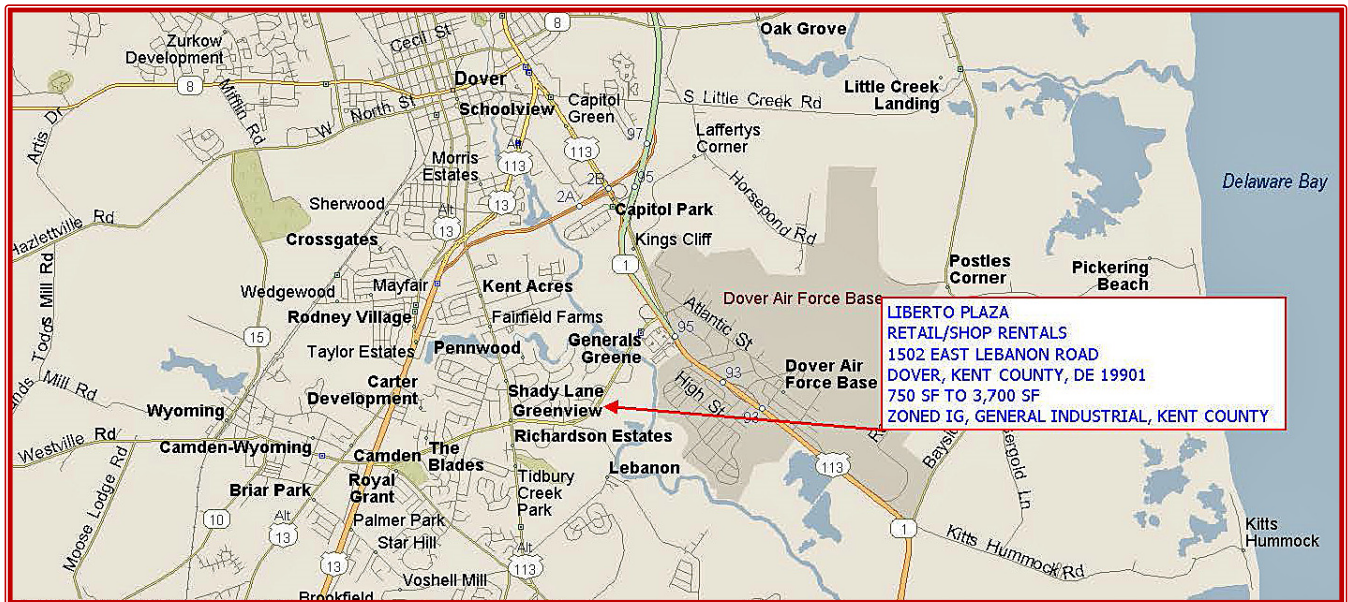 8
Oak Grove
Zurkow
Development
Cecil St
Dover
8
Little Creek
Landing
Schoolview
Capitol
Green
S Little Creek Rd
W North St
Mifflin Rd
Artis Dr
97
Laffertys
Corner
Alt
113
113
Morris
Estates
2B
95
2A
13
Horsepond Rd
Delaware Bay
Sherwood
Alt
13
Capitol Park
Hazlettville Rd
Crossgates
Kings Cliff
1
Postles
Corner
Pickering
Beach
Todds Mill Rd
Wedgewood
Mayfair
Kent Acres
Dover Air Force Base
Atlantic St
LIBERTO PLAZA
RETAIL/SHOP RENTALS
1502 EAST LEBANON ROAD
DOVER, KENT COUNTY, DE 19901
750 SF TO 3,700 SF
ZONED IG, GENERAL INDUSTRIAL, KENT COUNTY
Rodney Village
Fairfield Farms
95
15
Taylor Estates
Pennwood
Generals
Greene
Dover Air
Force Base
93
Mill Rd
Carter
Development
Shady Lane
Greenview
High St
93
Wyoming
Westville Rd
Richardson Estates
Camden-Wyoming
Camden
The
Blades
Lebanon
113
Moose Lodge Rd
Briar Park
Royal
Grant
Tidbury
Creek
Park
10
Alt
13
Palmer Park
1
Kitts Hummock Rd
Kitts
Hummock
Star Hill
Alt
113
13
Voshell Mill
Brookfield